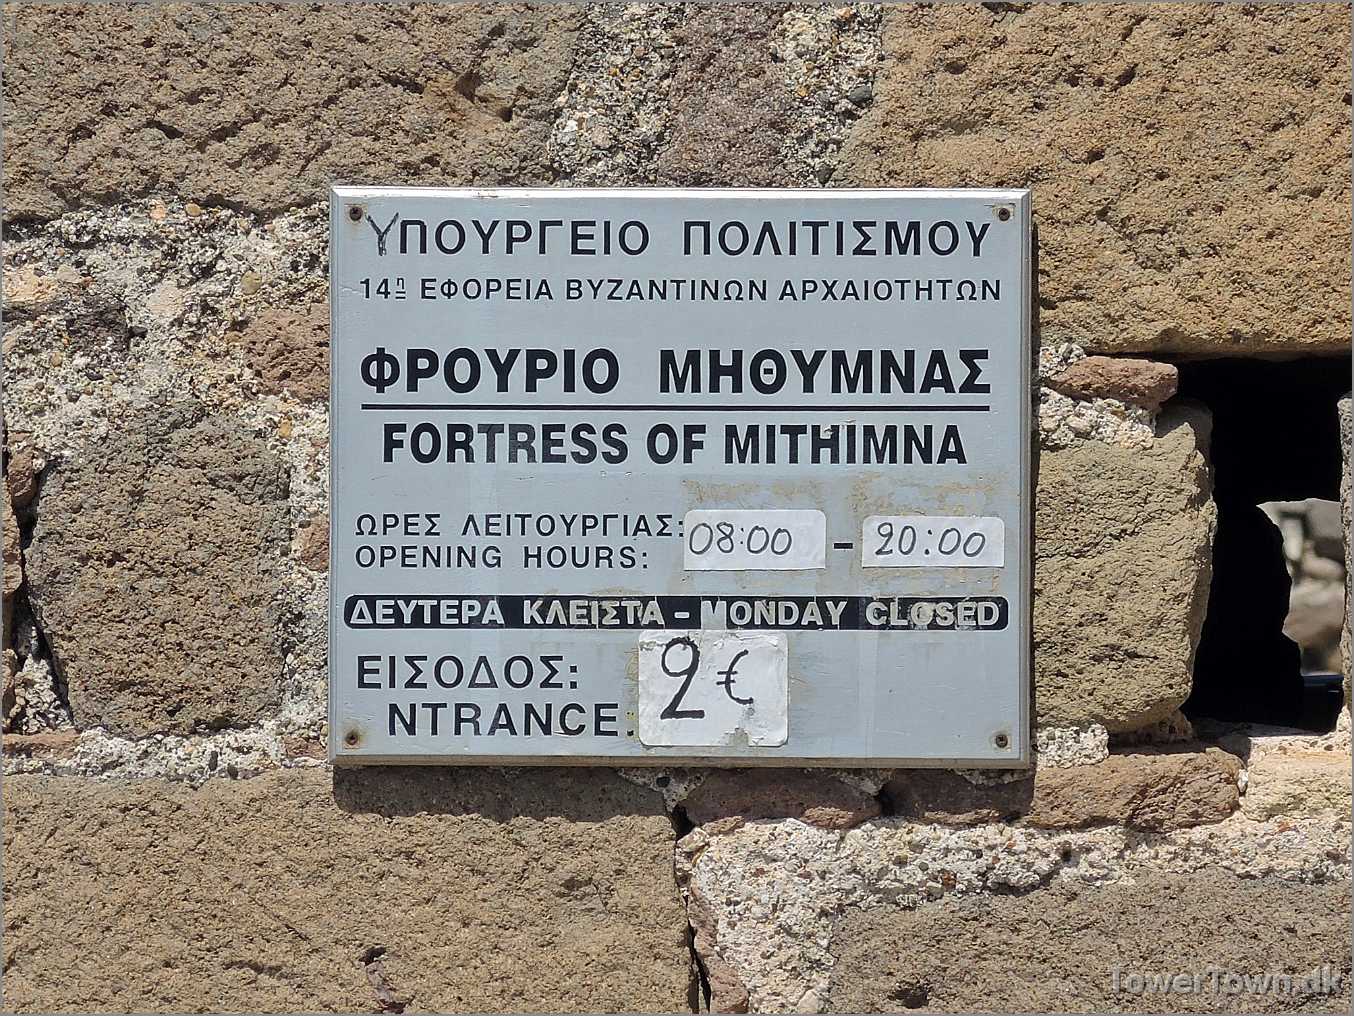 ΥΠΟΥΡΓΕΙΟ ΠΟΛΙΤΙΣΜΟΥ
14η ΕΦΟΡΕΙΑ ΒΥΖΑΝΤΙΝΩΝ ΑΡΧΑΙΟΤΗΤΩΝ
ΦΡΟΥΡΙΟ ΜΗΘΥΜΝΑΣ
FORTRESS OF MITHIMNA
ΩΡΕΣ ΛΕΙΤΟΥΡΓΙΑΣ: 08:00 – 20:00
OPENING HOURS:
ΔΕΥΤΕΡΑ ΚΛΕΙΣΤΑ – MONDAY CLOSED
ΕΙΣΟΔΟΣ: 2 €
NTRANCE:
TowerTown.dk